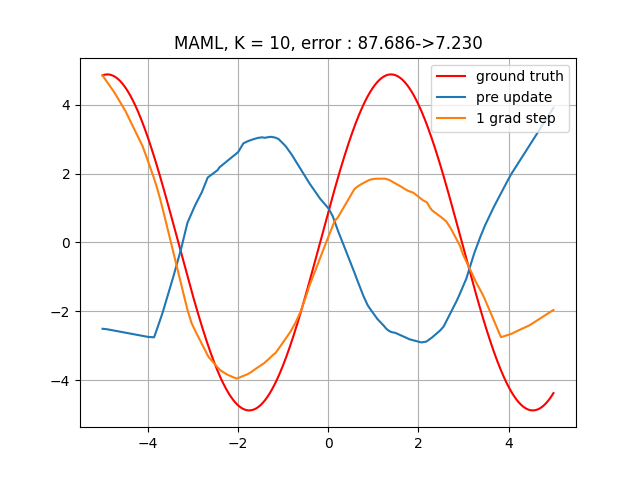 MAML, K = 10, error : 87.686->7.230
ground truth
pre update
1 grad step
4
2
0
−2
−4
−4
−2
0
2
4